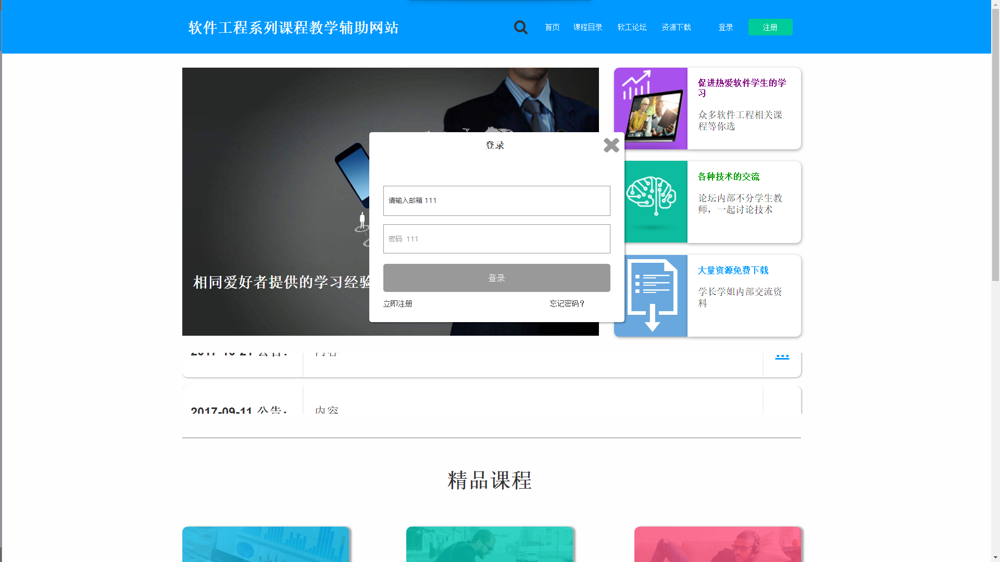 软件工程系列课程教学辅助网站
首页 课程目录 软工论坛 资源下载 登录 注册
促进热爱软件学生的学
习
众多软件工程相关课
程等你选
登录
请输入邮箱 111
密码 111
登录
立即注册 忘记密码?
各种技术的交流
论坛内部不分学生教
师，一起讨论技术
相同爱好者提供的学习经验
大量资源免费下载
学长学姐内部交流资
料
2017-10-21 公告： 内容 ...
2017-09-11 公告： 内容
精品课程